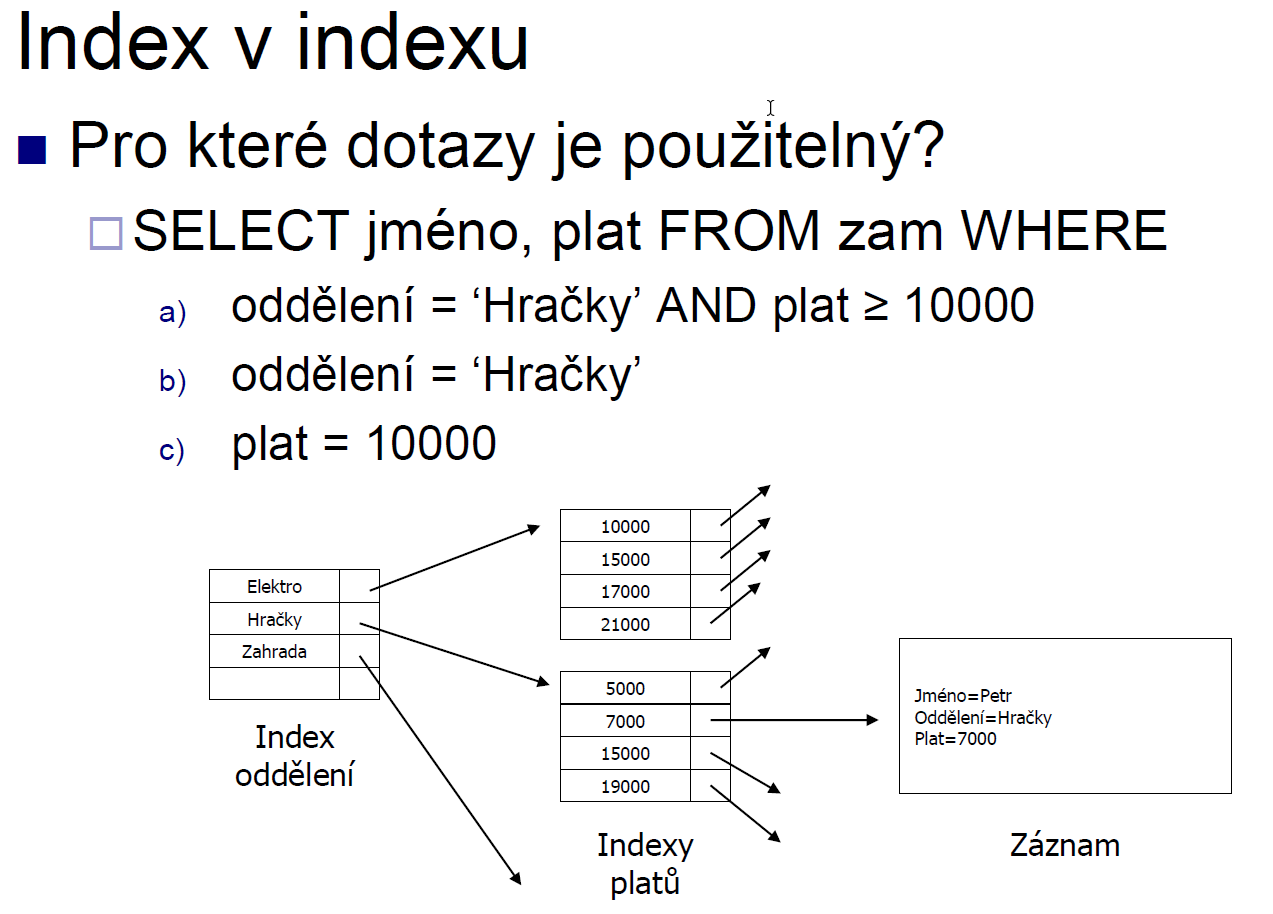 Index v indexu
Pro které dotazy je použitelný?
SELECT jméno, plat FROM zam WHERE
a) oddělení = ‘Hračky’ AND plat ≥ 10000
b) oddělení = ‘Hračky’
c) plat = 10000
Elektro
Hračky
Zahrada
Index
oddělení
10000
15000
17000
21000
5000
7000
15000
19000
Indexy
platů
Jméno=Petr
Oddělení=Hračky
Plat=7000
Záznam